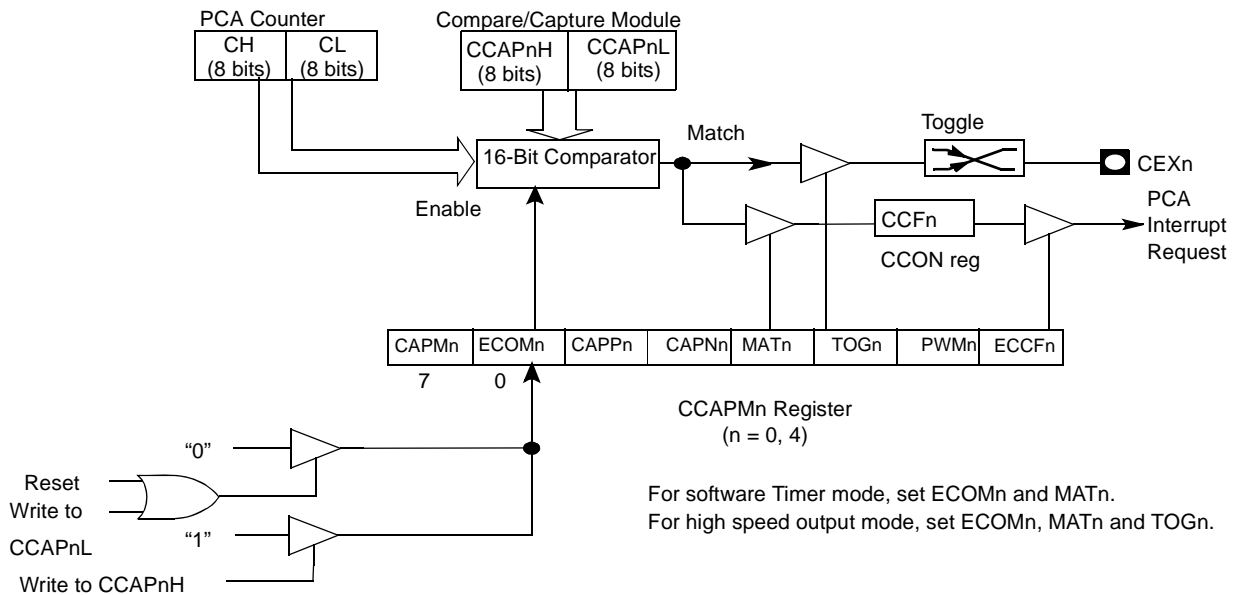 PCA Counter
CH
(8 bits)
CL
(8 bits)
Compare/Capture Module
CCAPnH
(8 bits)
CCAPnL
(8 bits)
16-Bit Comparator
Match
Toggle
CEXn
Enable
CCFn
CCON reg
PCA
Interrupt
Request
CAPMn
ECOMn
CAPPn
CAPNn
MATn
TOGn
PWMn
ECCFn
7
0
CCAPMn Register
(n = 0, 4)
“0”
Reset
Write to
CCAPnL
“1”
Write to CCAPnH
For software Timer mode, set ECOMn and MATn.
For high speed output mode, set ECOMn, MATn and TOGn.